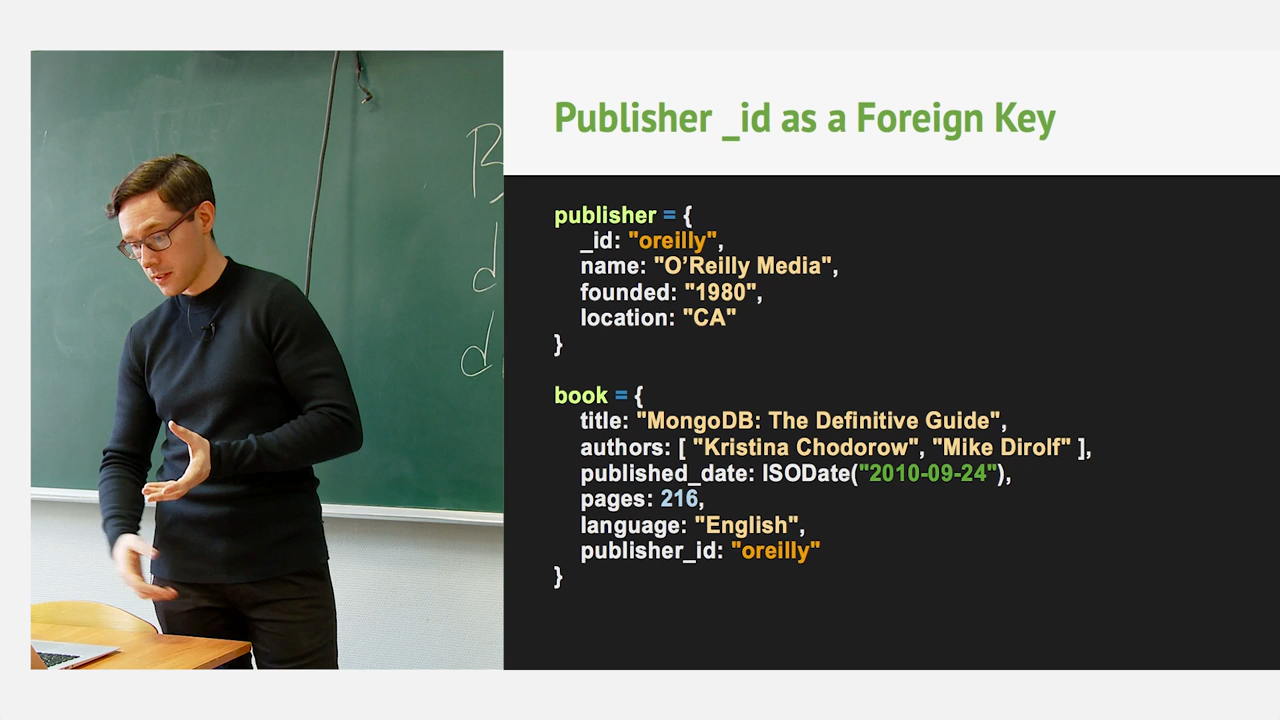 Publisher _id as a Foreign Key
publisher = {
_id: "oreilly",
name: "O’Reilly Media",
founded: "1980",
location: "CA"
}
book = {
title: "MongoDB: The Definitive Guide",
authors: [ "Kristina Chodorow", "Mike Dirolf" ],
published_date: ISODate("2010-09-24"),
pages: 216,
language: "English",
publisher_id: "oreilly"
}